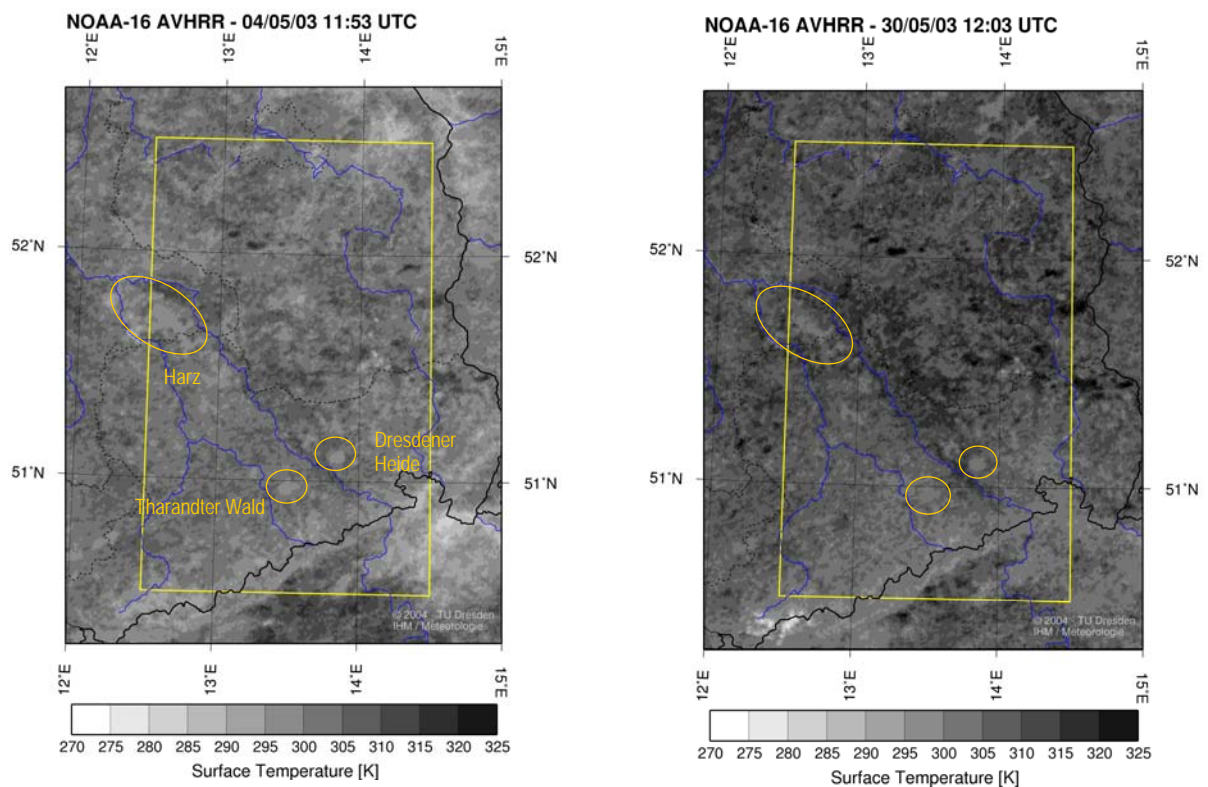 NOAA-16 AVHRR - 04/05/03 11:53 UTC
12˚E
13˚E
14˚E
15˚E
52˚N
52˚N
Harz
Dresdener
Heide
51˚N
51˚N
Tharandter Wald
© 2004 - TU Dresden
IHM / Meteorologie
12˚E
13˚E
14˚E
15˚E
270 275 280 285 290 295 300 305 310 315 320 325
Surface Temperature [K]
NOAA-16 AVHRR - 30/05/03 12:03 UTC
12˚E
13˚E
14˚E
15˚E
52˚N
52˚N
51˚N
51˚N
© 2004 - TU Dresden
IHM / Meteorologie
12˚E
13˚E
14˚E
15˚E
270 275 280 285 290 295 300 305 310 315 320 325
Surface Temperature [K]